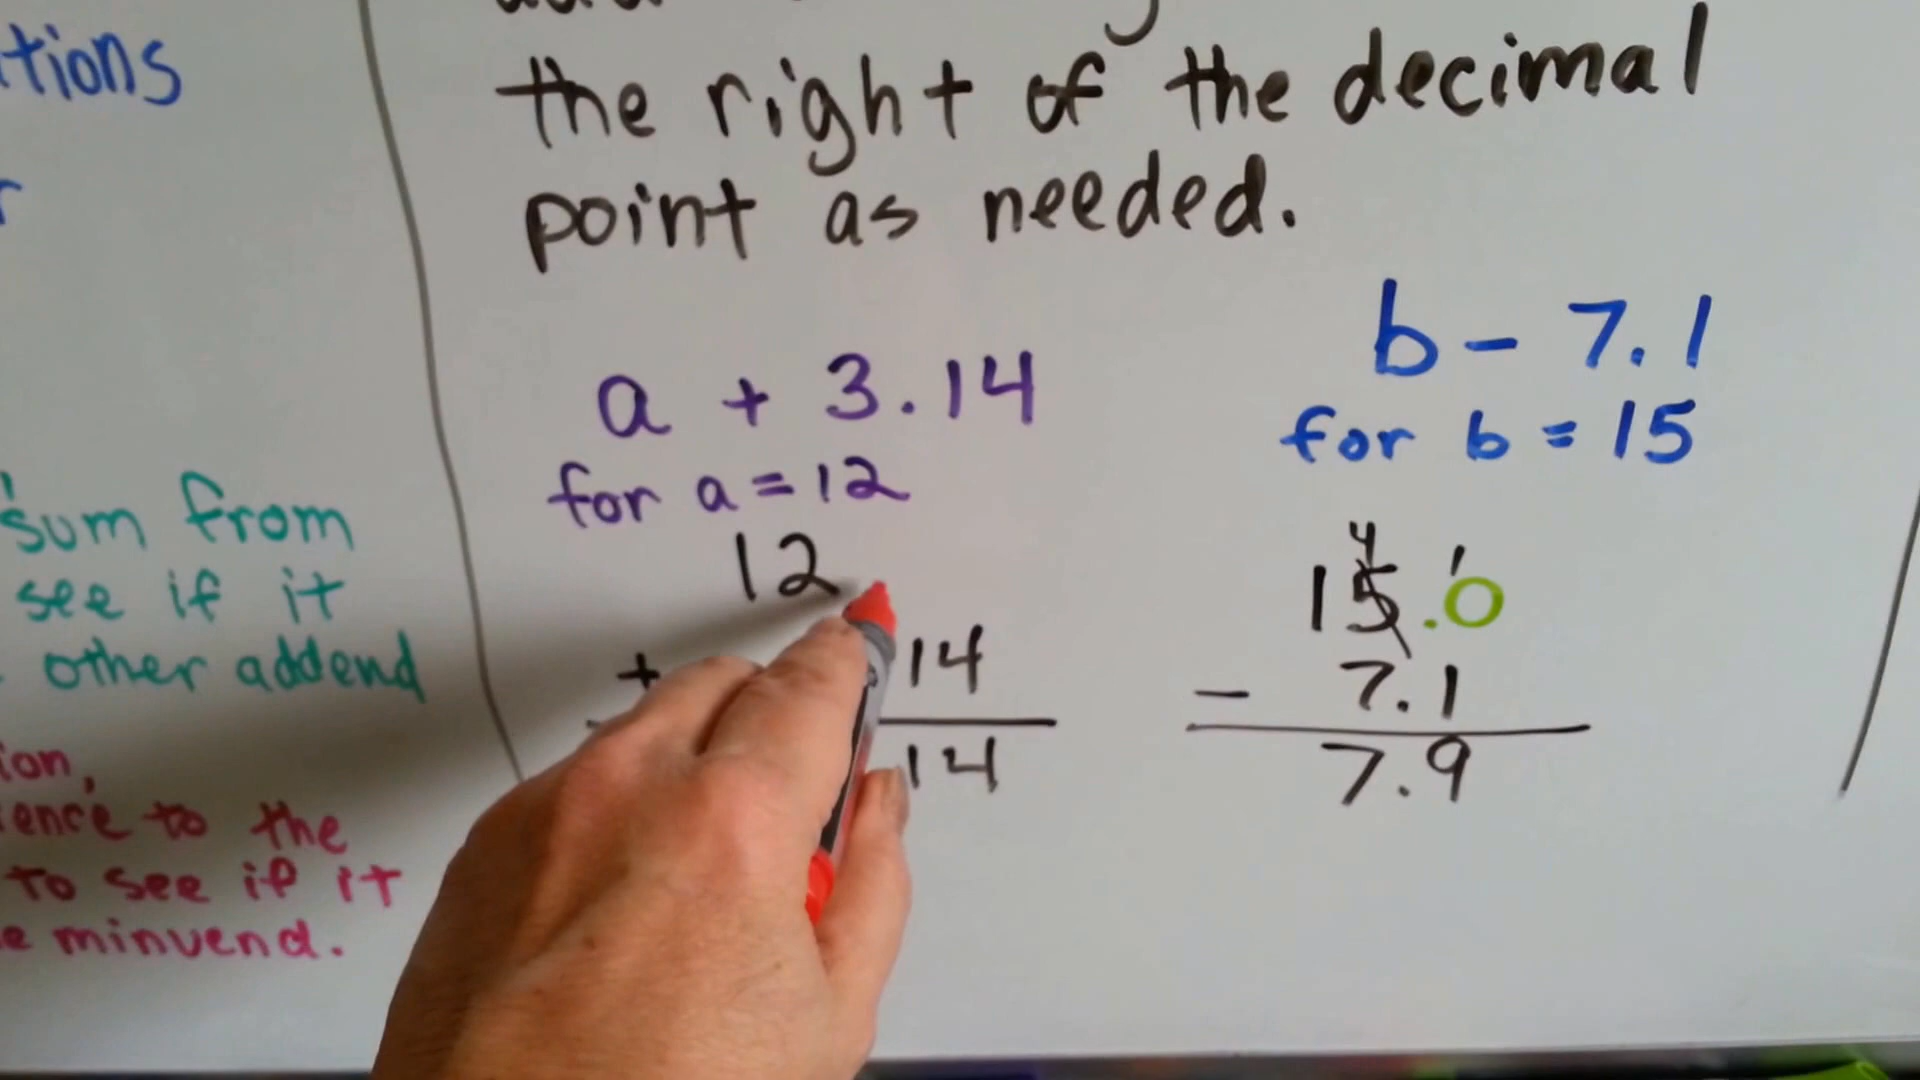 tions
r
sum from
see if it
other addend
ion,
ence to the
to see if it
e minuend.
the right of the decimal
point as needed.
a + 3.14
for a = 12
12
+ 14
14
b - 7.1
for b = 15
4 1
15.0
- 7.1
7.9